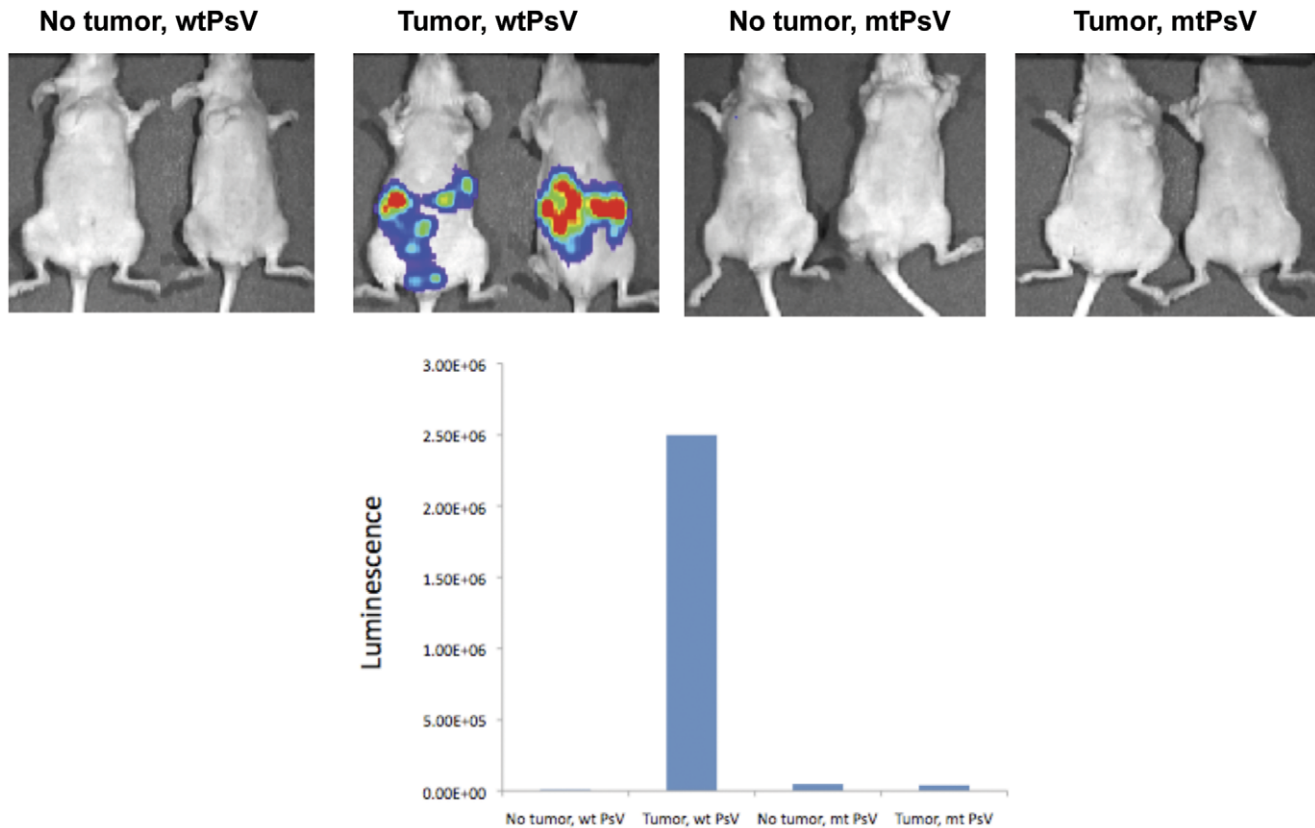 No tumor, wtPsV
Tumor, wtPsV
No tumor, mtPsV
Tumor, mtPsV
3.00E+06
2.50E+06
2.00E+06
1.50E+06
1.00E+06
5.00E+05
0.00E+00
Luminescence
No tumor, wt PsV
Tumor, wt PsV
No tumor, mt PsV
Tumor, mt PsV